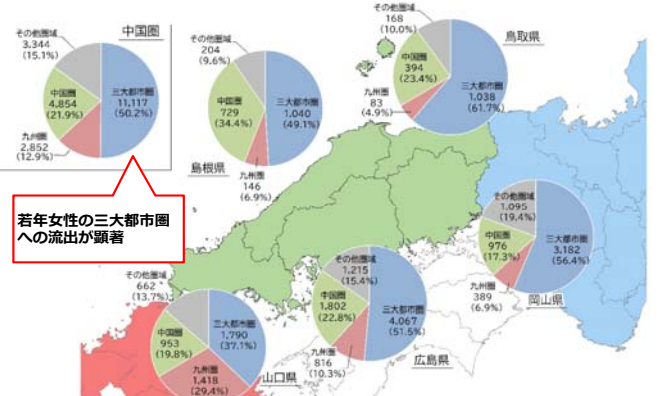 中国圏
その他圏域
3,344
(15.1%)
中国圏
4,854
(21.9%)
九州圏
2,852
(12.9%)
三大都市圏
11,117
(50.2%)
若年女性の三大都市圏
への流出が顕著
島根県
その他圏域
204
(9.6%)
中国圏
729
(34.4%)
九州圏
146
(6.9%)
三大都市圏
1,040
(49.1%)
鳥取県
その他圏域
168
(10.0%)
中国圏
394
(23.4%)
九州圏
83
(4.9%)
三大都市圏
1,038
(61.7%)
岡山県
その他圏域
1,095
(19.4%)
中国圏
976
(17.3%)
九州圏
389
(6.9%)
三大都市圏
3,182
(56.4%)
広島県
その他圏域
1,215
(15.4%)
中国圏
1,802
(22.8%)
九州圏
816
(10.3%)
三大都市圏
4,067
(51.5%)
山口県
その他圏域
662
(13.7%)
中国圏
953
(19.8%)
九州圏
1,418
(29.4%)
三大都市圏
1,790
(37.1%)